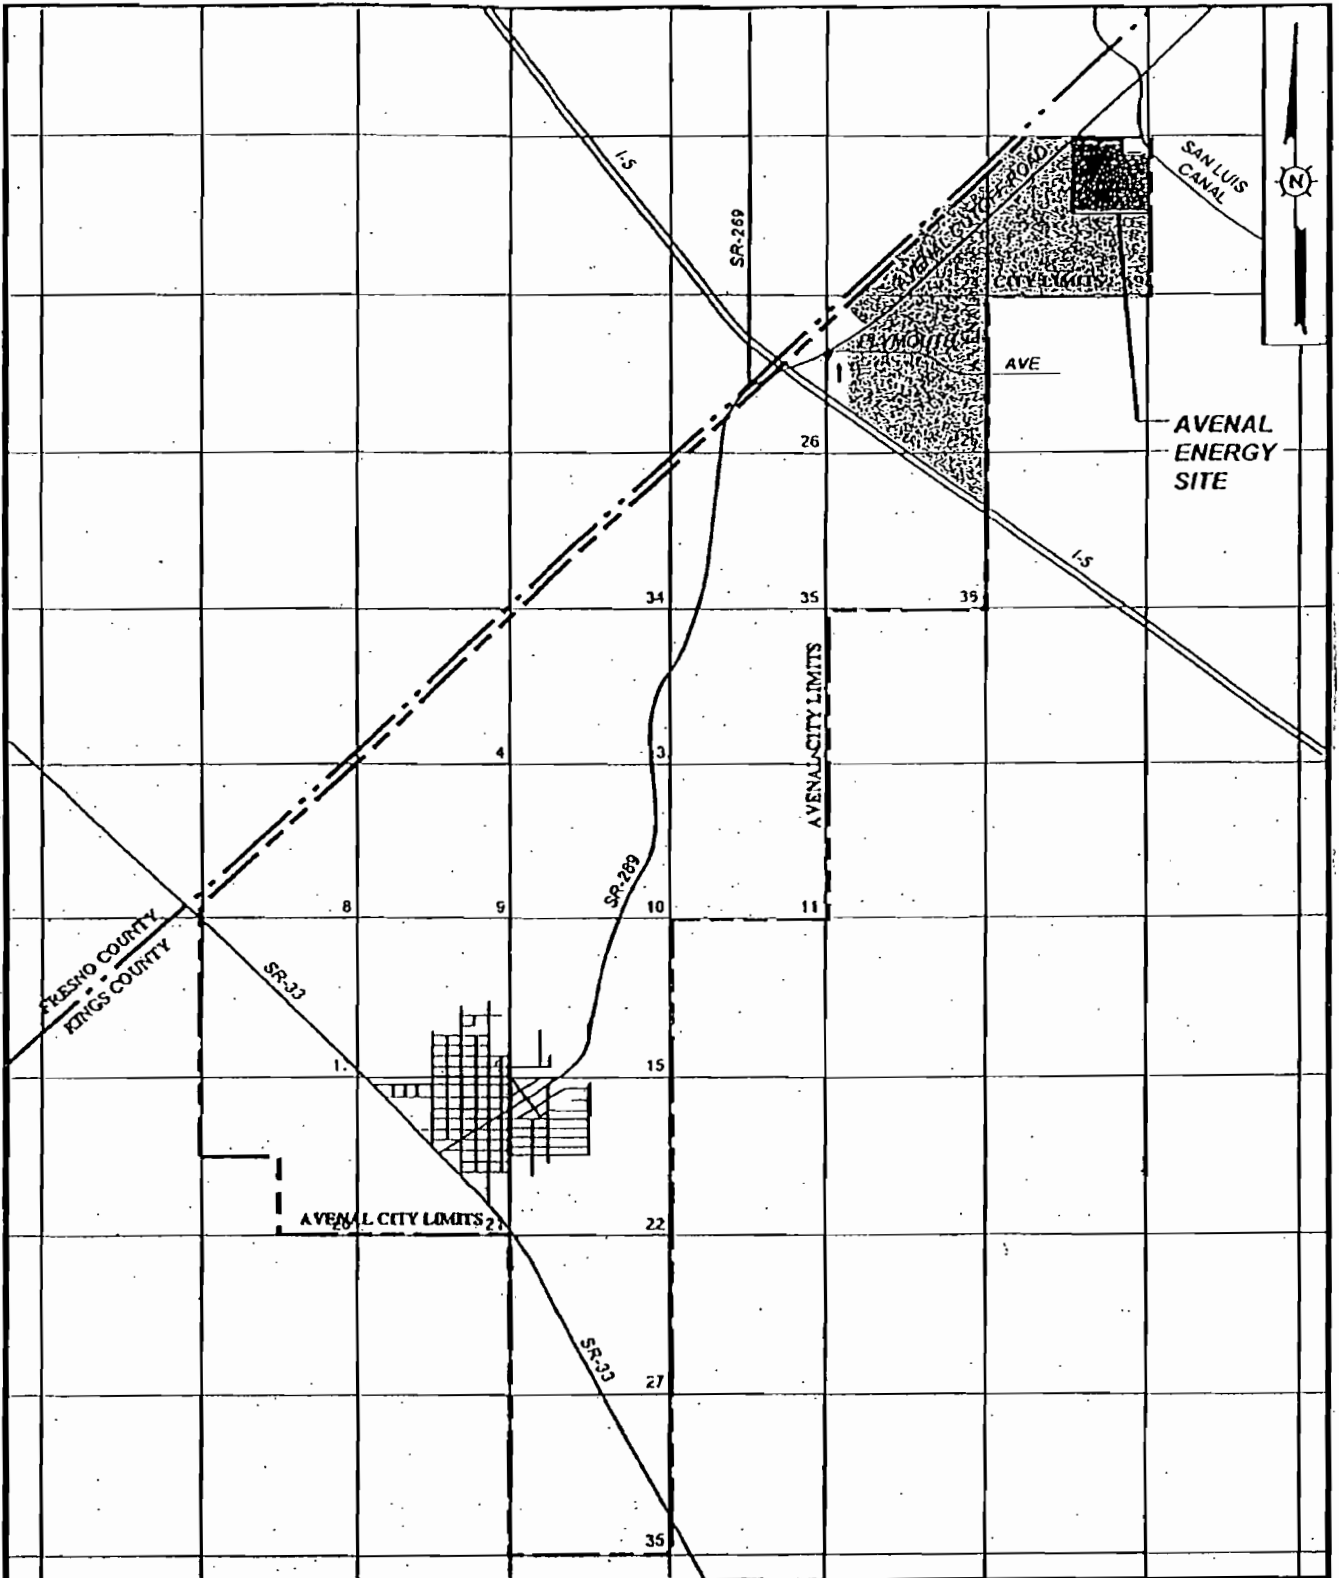 I-5
SAN LUIS
CANAL
N
SR-269
AVENAL CUTOFF ROAD
CITY LIMITS
PLYMOUTH
AVE
AVENAL
ENERGY
SITE
26
I-5
34
35
36
AVENAL CITY LIMITS
4
3
SR-269
8
9
10
11
FRESNO COUNTY
KINGS COUNTY
SR-33
15
AVENAL CITY LIMITS
21
22
SR-33
27
35